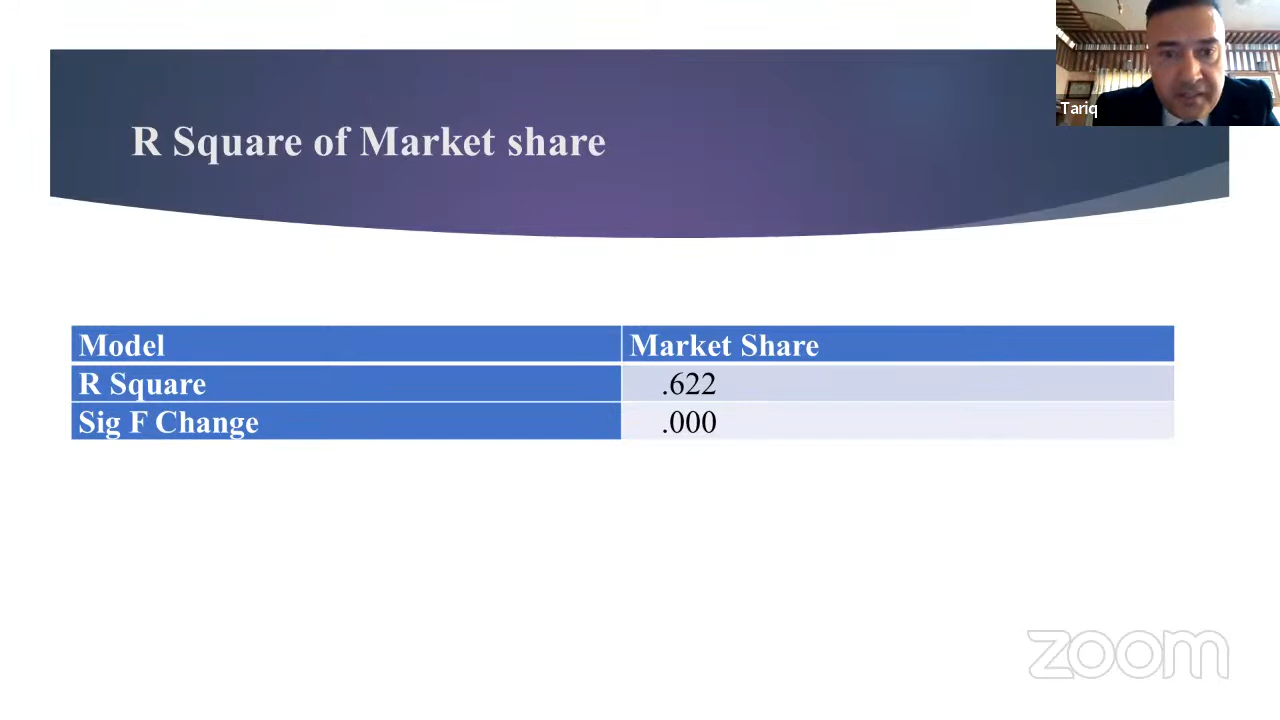 Tariq
R Square of Market share
Model Market Share
R Square .622
Sig F Change .000
zoom